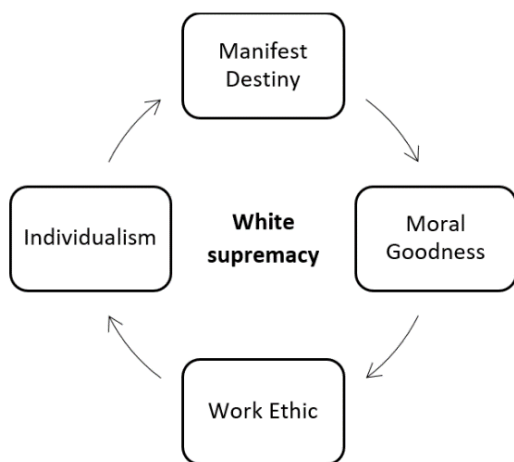 Manifest
Destiny
Individualism
White
supremacy
Moral
Goodness
Work Ethic